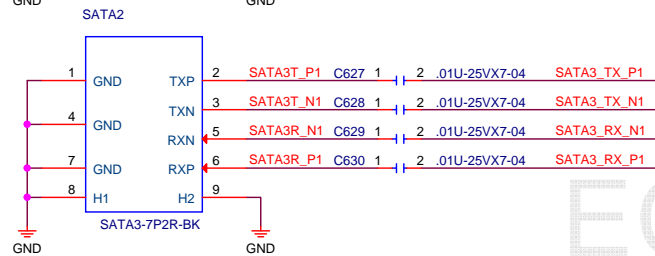 GND GND
SATA2
1 GND TXP 2 SATA3T_P1 C627 1 2 .01U-25VX7-04 SATA3_TX_P1
TXN 3 SATA3T_N1 C628 1 2 .01U-25VX7-04 SATA3_TX_N1
4 GND
RXN 5 SATA3R_N1 C629 1 2 .01U-25VX7-04 SATA3_RX_N1
7 GND RXP 6 SATA3R_P1 C630 1 2 .01U-25VX7-04 SATA3_RX_P1
8 H1 H2 9
SATA3-7P2R-BK
GND GND